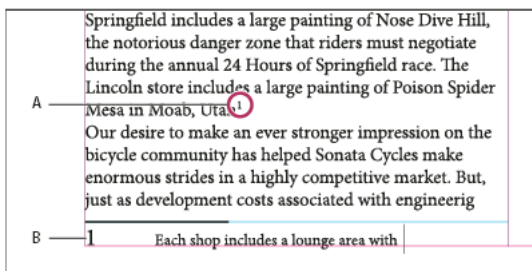 Springfield includes a large painting of Nose Dive Hill,
the notorious danger zone that riders must negotiate
during the annual 24 Hours of Springfield race. The
Lincoln store includes a large painting of Poison Spider
A
Mesa in Moab, Utah¹
Our desire to make an ever stronger impression on the
bicycle community has helped Sonata Cycles make
enormous strides in a highly competitive market. But,
just as development costs associated with engineerig
B
1 Each shop includes a lounge area with